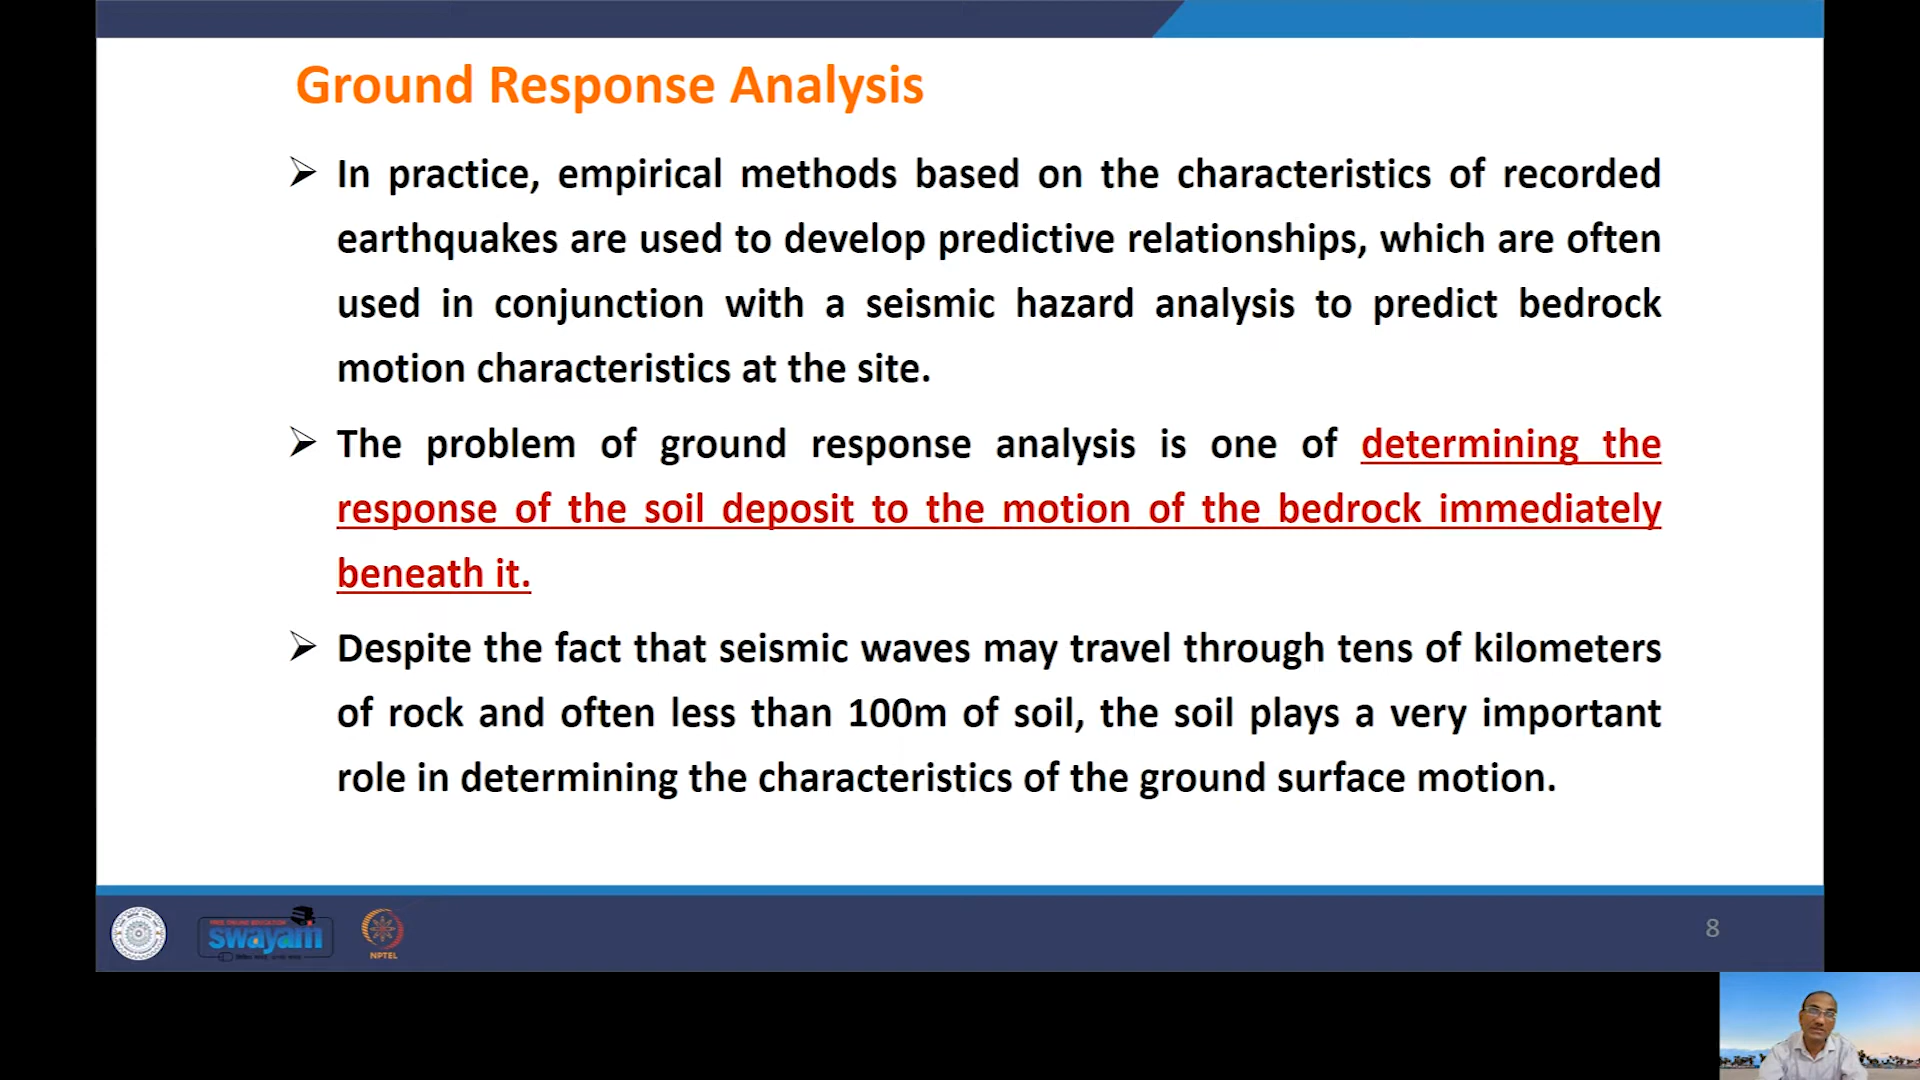 Ground Response Analysis
➢ In practice, empirical methods based on the characteristics of recorded
earthquakes are used to develop predictive relationships, which are often
used in conjunction with a seismic hazard analysis to predict bedrock
motion characteristics at the site.
➢ The problem of ground response analysis is one of determining the
response of the soil deposit to the motion of the bedrock immediately
beneath it.
➢ Despite the fact that seismic waves may travel through tens of kilometers
of rock and often less than 100m of soil, the soil plays a very important
role in determining the characteristics of the ground surface motion.
FREE ONLINE EDUCATION
swayam
NPTEL
8